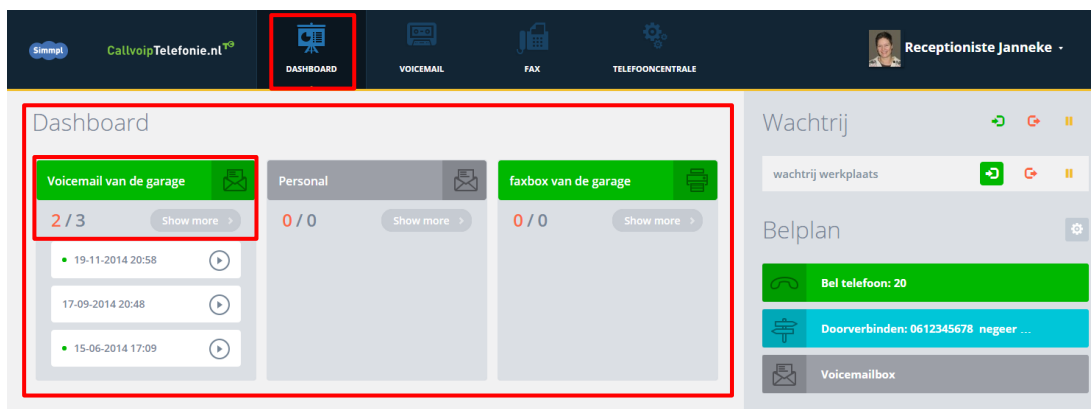 Simmpl
CallvoipTelefonie.nl TC
DASHBOARD
VOICEMAIL
FAX
TELEFOONCENTRALE
Receptioniste Janneke
Dashboard
Voicemail van de garage
2 / 3
Show more >
19-11-2014 20:58
17-09-2014 20:48
15-06-2014 17:09
Personal
0 / 0
Show more >
faxbox van de garage
0 / 0
Show more >
Wachtrij
wachtrij werkplaats
Belplan
Bel telefoon: 20
Doorverbinden: 0612345678 negeer ...
Voicemailbox